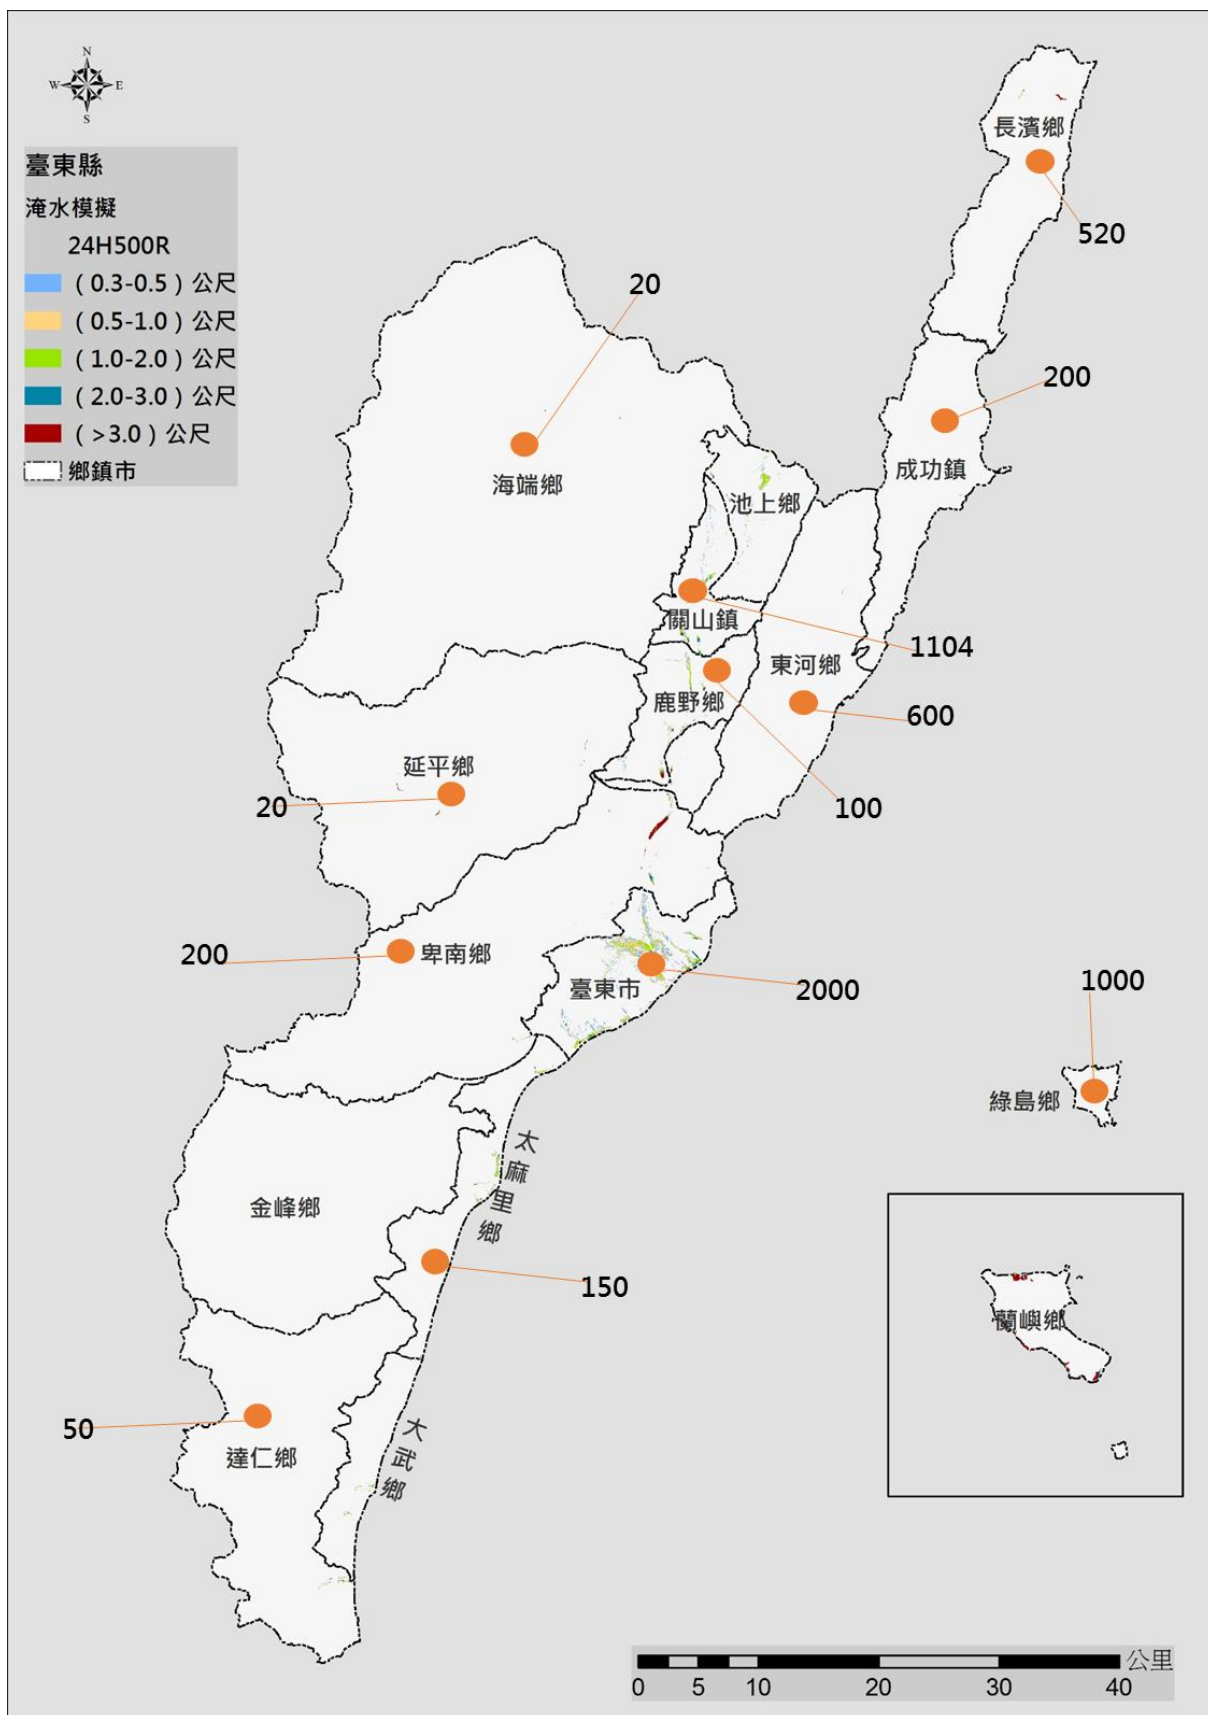 N
W E
S
臺東縣
淹水模擬
24H500R
（0.3-0.5）公尺
（0.5-1.0）公尺
（1.0-2.0）公尺
（2.0-3.0）公尺
（>3.0）公尺
鄉鎮市
長濱鄉
520
20
200
海端鄉
成功鎮
池上鄉
關山鎮
1104
東河鄉
鹿野鄉
600
延平鄉
20
100
200
卑南鄉
臺東市
2000
1000
綠島鄉
太麻里鄉
金峰鄉
150
蘭嶼鄉
50
達仁鄉
大武鄉
公里
0 5 10 20 30 40